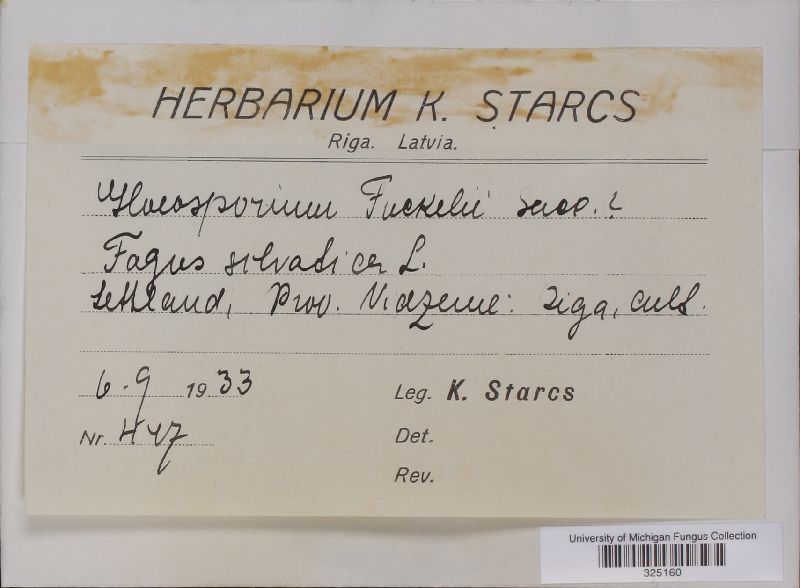 HERBARIUM K. STARCS
Riga. Latvia.
Gloeosporium Fuckelii Sacc. ?
Fagus silvatica L.
Lettland, Prov. Vidzeme: Riga, cult.
6. 9 1933
Leg. K. Starcs
Nr. 447
Det.
Rev.
University of Michigan Fungus Collection
325160